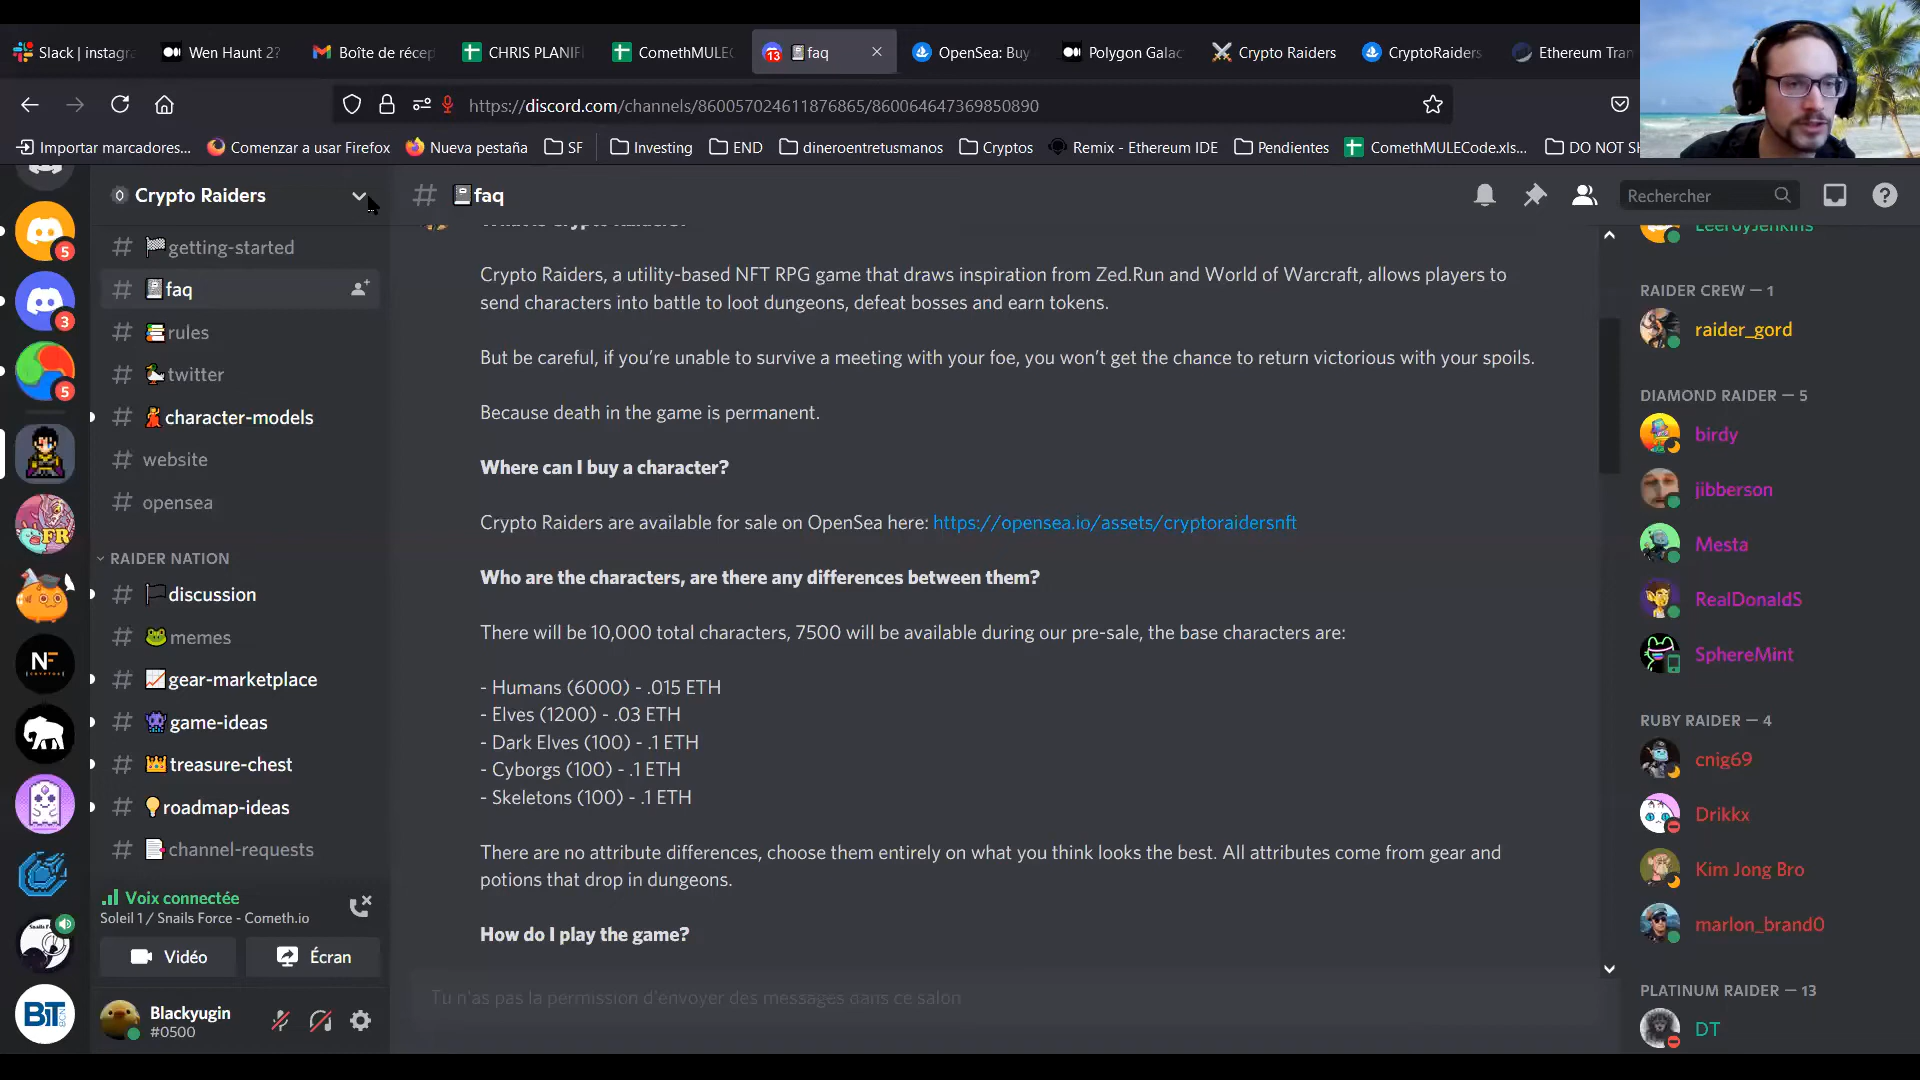 Slack | instagra
Wen Haunt 2?
Boîte de récep
CHRIS PLANIFI
ComethMULEC
13
faq
OpenSea: Buy
Polygon Galac
Crypto Raiders
CryptoRaiders
Ethereum Tran
https://discord.com/channels/860057024611876865/860064647369850890
Importar marcadores...
Comenzar a usar Firefox
Nueva pestaña
SF
Investing
END
dineroentretusmanos
Cryptos
Remix - Ethereum IDE
Pendientes
ComethMULECode.xls...
DO NOT SH
Crypto Raiders
getting-started
faq
rules
twitter
character-models
website
opensea
RAIDER NATION
discussion
memes
gear-marketplace
game-ideas
treasure-chest
roadmap-ideas
channel-requests
5
3
5
FR
NF
BIT
BCN
Voix connectée
Soleil 1 / Snails Force - Cometh.io
Vidéo
Écran
Blackyugin
#0500
faq
Rechercher
Crypto Raiders, a utility-based NFT RPG game that draws inspiration from Zed.Run and World of Warcraft, allows players to
send characters into battle to loot dungeons, defeat bosses and earn tokens.
But be careful, if you're unable to survive a meeting with your foe, you won't get the chance to return victorious with your spoils.
Because death in the game is permanent.
Where can I buy a character?
Crypto Raiders are available for sale on OpenSea here: https://opensea.io/assets/cryptoraidersnft
Who are the characters, are there any differences between them?
There will be 10,000 total characters, 7500 will be available during our pre-sale, the base characters are:
- Humans (6000) - .015 ETH
- Elves (1200) - .03 ETH
- Dark Elves (100) - .1 ETH
- Cyborgs (100) - .1 ETH
- Skeletons (100) - .1 ETH
There are no attribute differences, choose them entirely on what you think looks the best. All attributes come from gear and
potions that drop in dungeons.
How do I play the game?
Tu n'as pas la permission d'envoyer des messages dans ce salon
LeeroyJenkins
RAIDER CREW — 1
raider_gord
DIAMOND RAIDER — 5
birdy
jibberson
Mesta
RealDonaldS
SphereMint
RUBY RAIDER — 4
cnig69
Drikkx
Kim Jong Bro
marlon_brand0
PLATINUM RAIDER — 13
DT